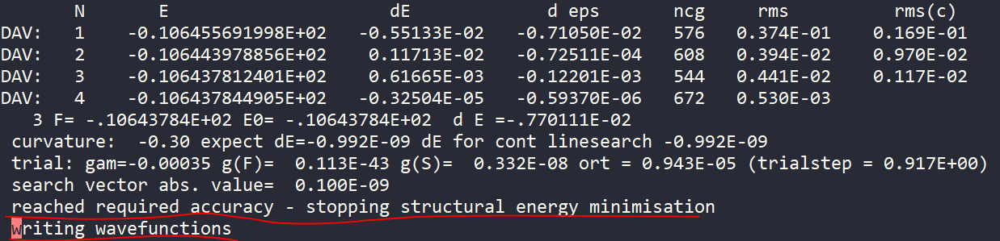 N E dE d eps ncg rms rms(c)
DAV: 1 -0.106455691998E+02 -0.55133E-02 -0.71050E-02 576 0.374E-01 0.169E-01
DAV: 2 -0.106443978856E+02 0.11713E-02 -0.72511E-04 608 0.394E-02 0.970E-02
DAV: 3 -0.106437812401E+02 0.61665E-03 -0.12201E-03 544 0.441E-02 0.117E-02
DAV: 4 -0.106437844905E+02 -0.32504E-05 -0.59370E-06 672 0.530E-03
3 F= -.10643784E+02 E0= -.10643784E+02 d E =-.770111E-02
curvature: -0.30 expect dE=-0.992E-09 dE for cont linesearch -0.992E-09
trial: gam=-0.00035 g(F)= 0.113E-43 g(S)= 0.332E-08 ort = 0.943E-05 (trialstep = 0.917E+00)
search vector abs. value= 0.100E-09
reached required accuracy - stopping structural energy minimisation
writing wavefunctions